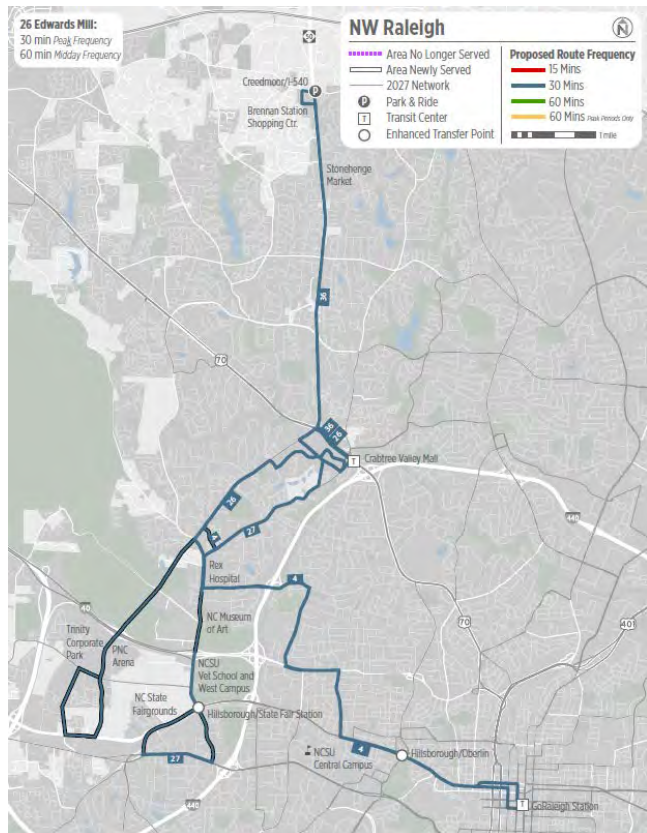 26 Edwards Mill:
30 min Peak Frequency
60 min Midday Frequency
NW Raleigh
N
Area No Longer Served
Area Newly Served
2027 Network
P Park & Ride
T Transit Center
Enhanced Transfer Point
Proposed Route Frequency
15 Mins
30 Mins
60 Mins
60 Mins Peak Periods Only
1 mile
50
Creedmoor/I-540
P
Brennan Station
Shopping Ctr.
Stonehenge
Market
36
70
36
26
T
Crabtree Valley Mall
26
4
27
440
Rex
Hospital
4
40
NC Museum
of Art
70
401
Trinity
Corporate
Park
PNC
Arena
NCSU
Vet School and
West Campus
NC State
Fairgrounds
Hillsborough/State Fair Station
27
NCSU
Central Campus
4
Hillsborough/Oberlin
440
T
GoRaleigh Station